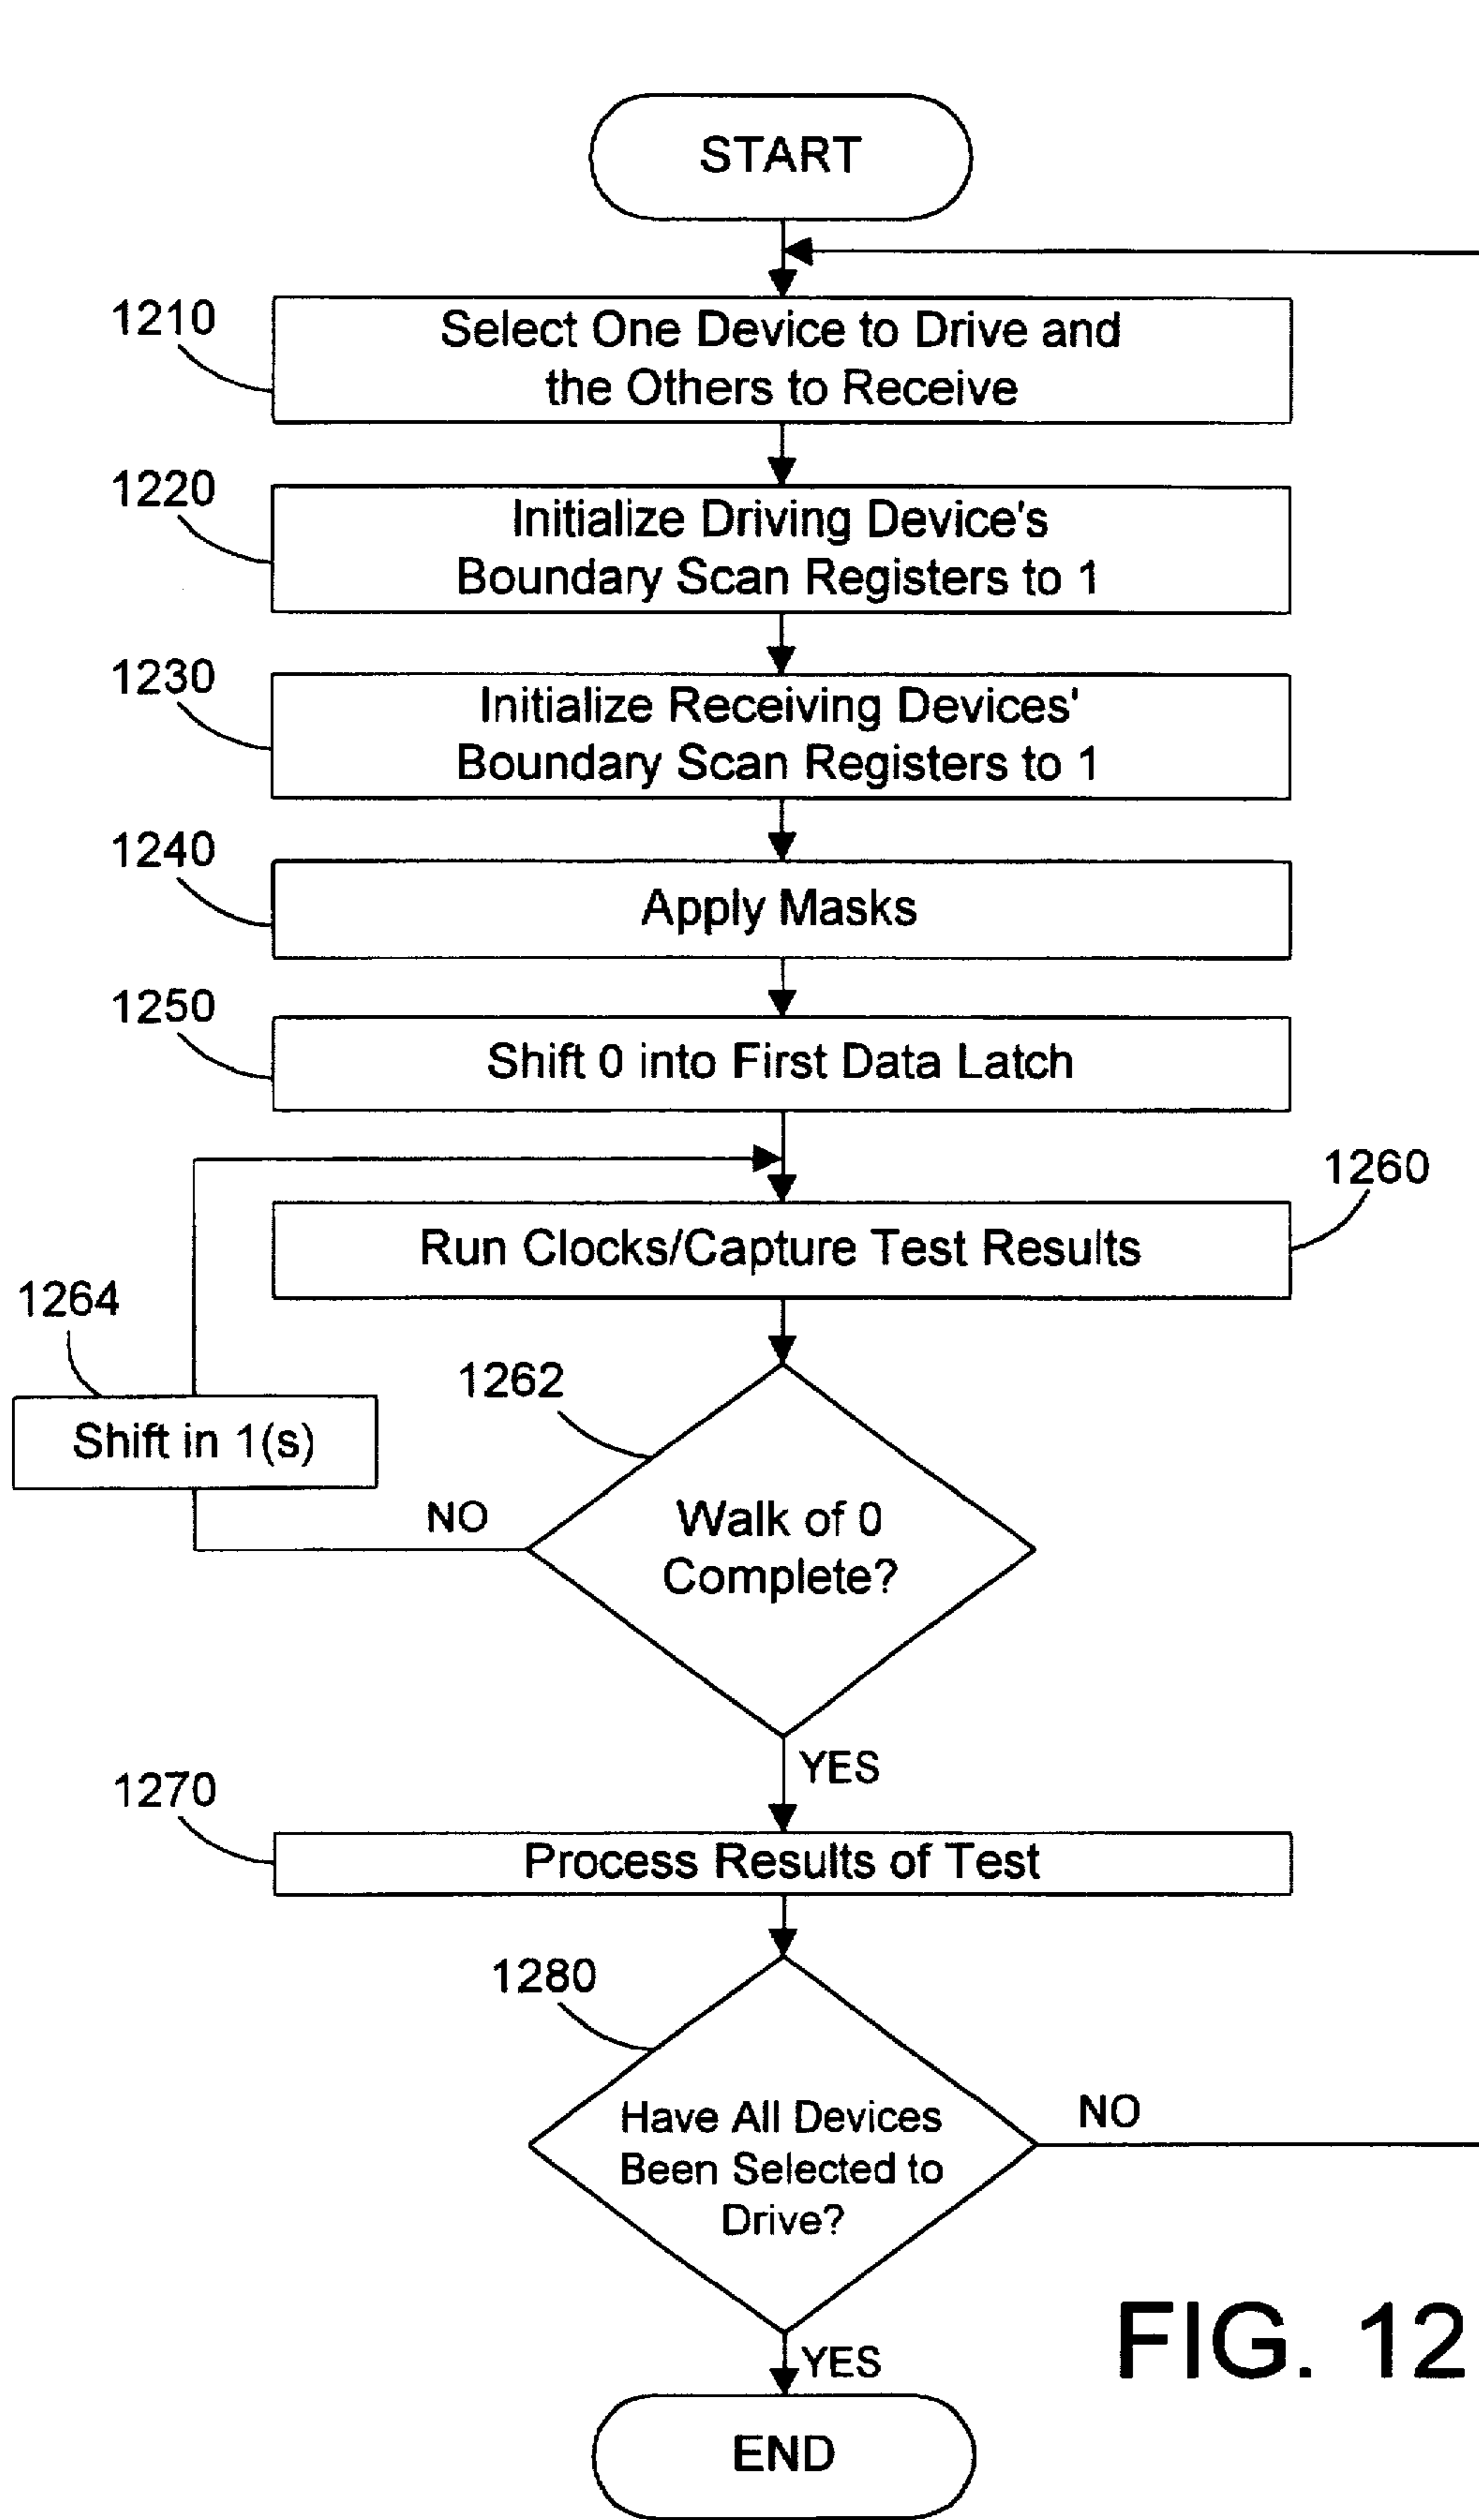 START
1210
Select One Device to Drive and
the Others to Receive
1220
Initialize Driving Device's
Boundary Scan Registers to 1
1230
Initialize Receiving Devices'
Boundary Scan Registers to 1
1240
Apply Masks
1250
Shift 0 into First Data Latch
1260
Run Clocks/Capture Test Results
1264
Shift in 1(s)
1262
NO
Walk of 0
Complete?
YES
1270
Process Results of Test
1280
Have All Devices
Been Selected to
Drive?
NO
YES
FIG. 12
END